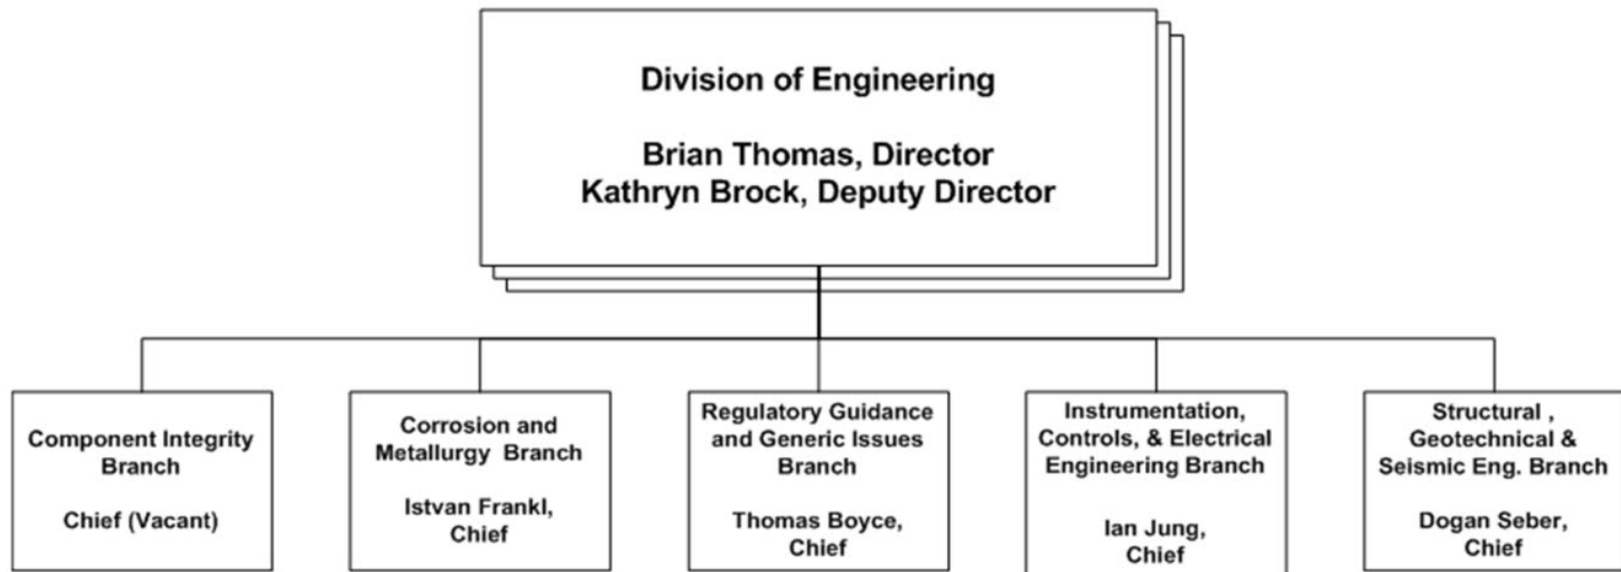 Division of Engineering
Brian Thomas, Director
Kathryn Brock, Deputy Director
Component Integrity
Branch
Chief (Vacant)
Corrosion and
Metallurgy Branch
Istvan Frankl,
Chief
Regulatory Guidance
and Generic Issues
Branch
Thomas Boyce,
Chief
Instrumentation,
Controls, & Electrical
Engineering Branch
Ian Jung,
Chief
Structural ,
Geotechnical &
Seismic Eng. Branch
Dogan Seber,
Chief